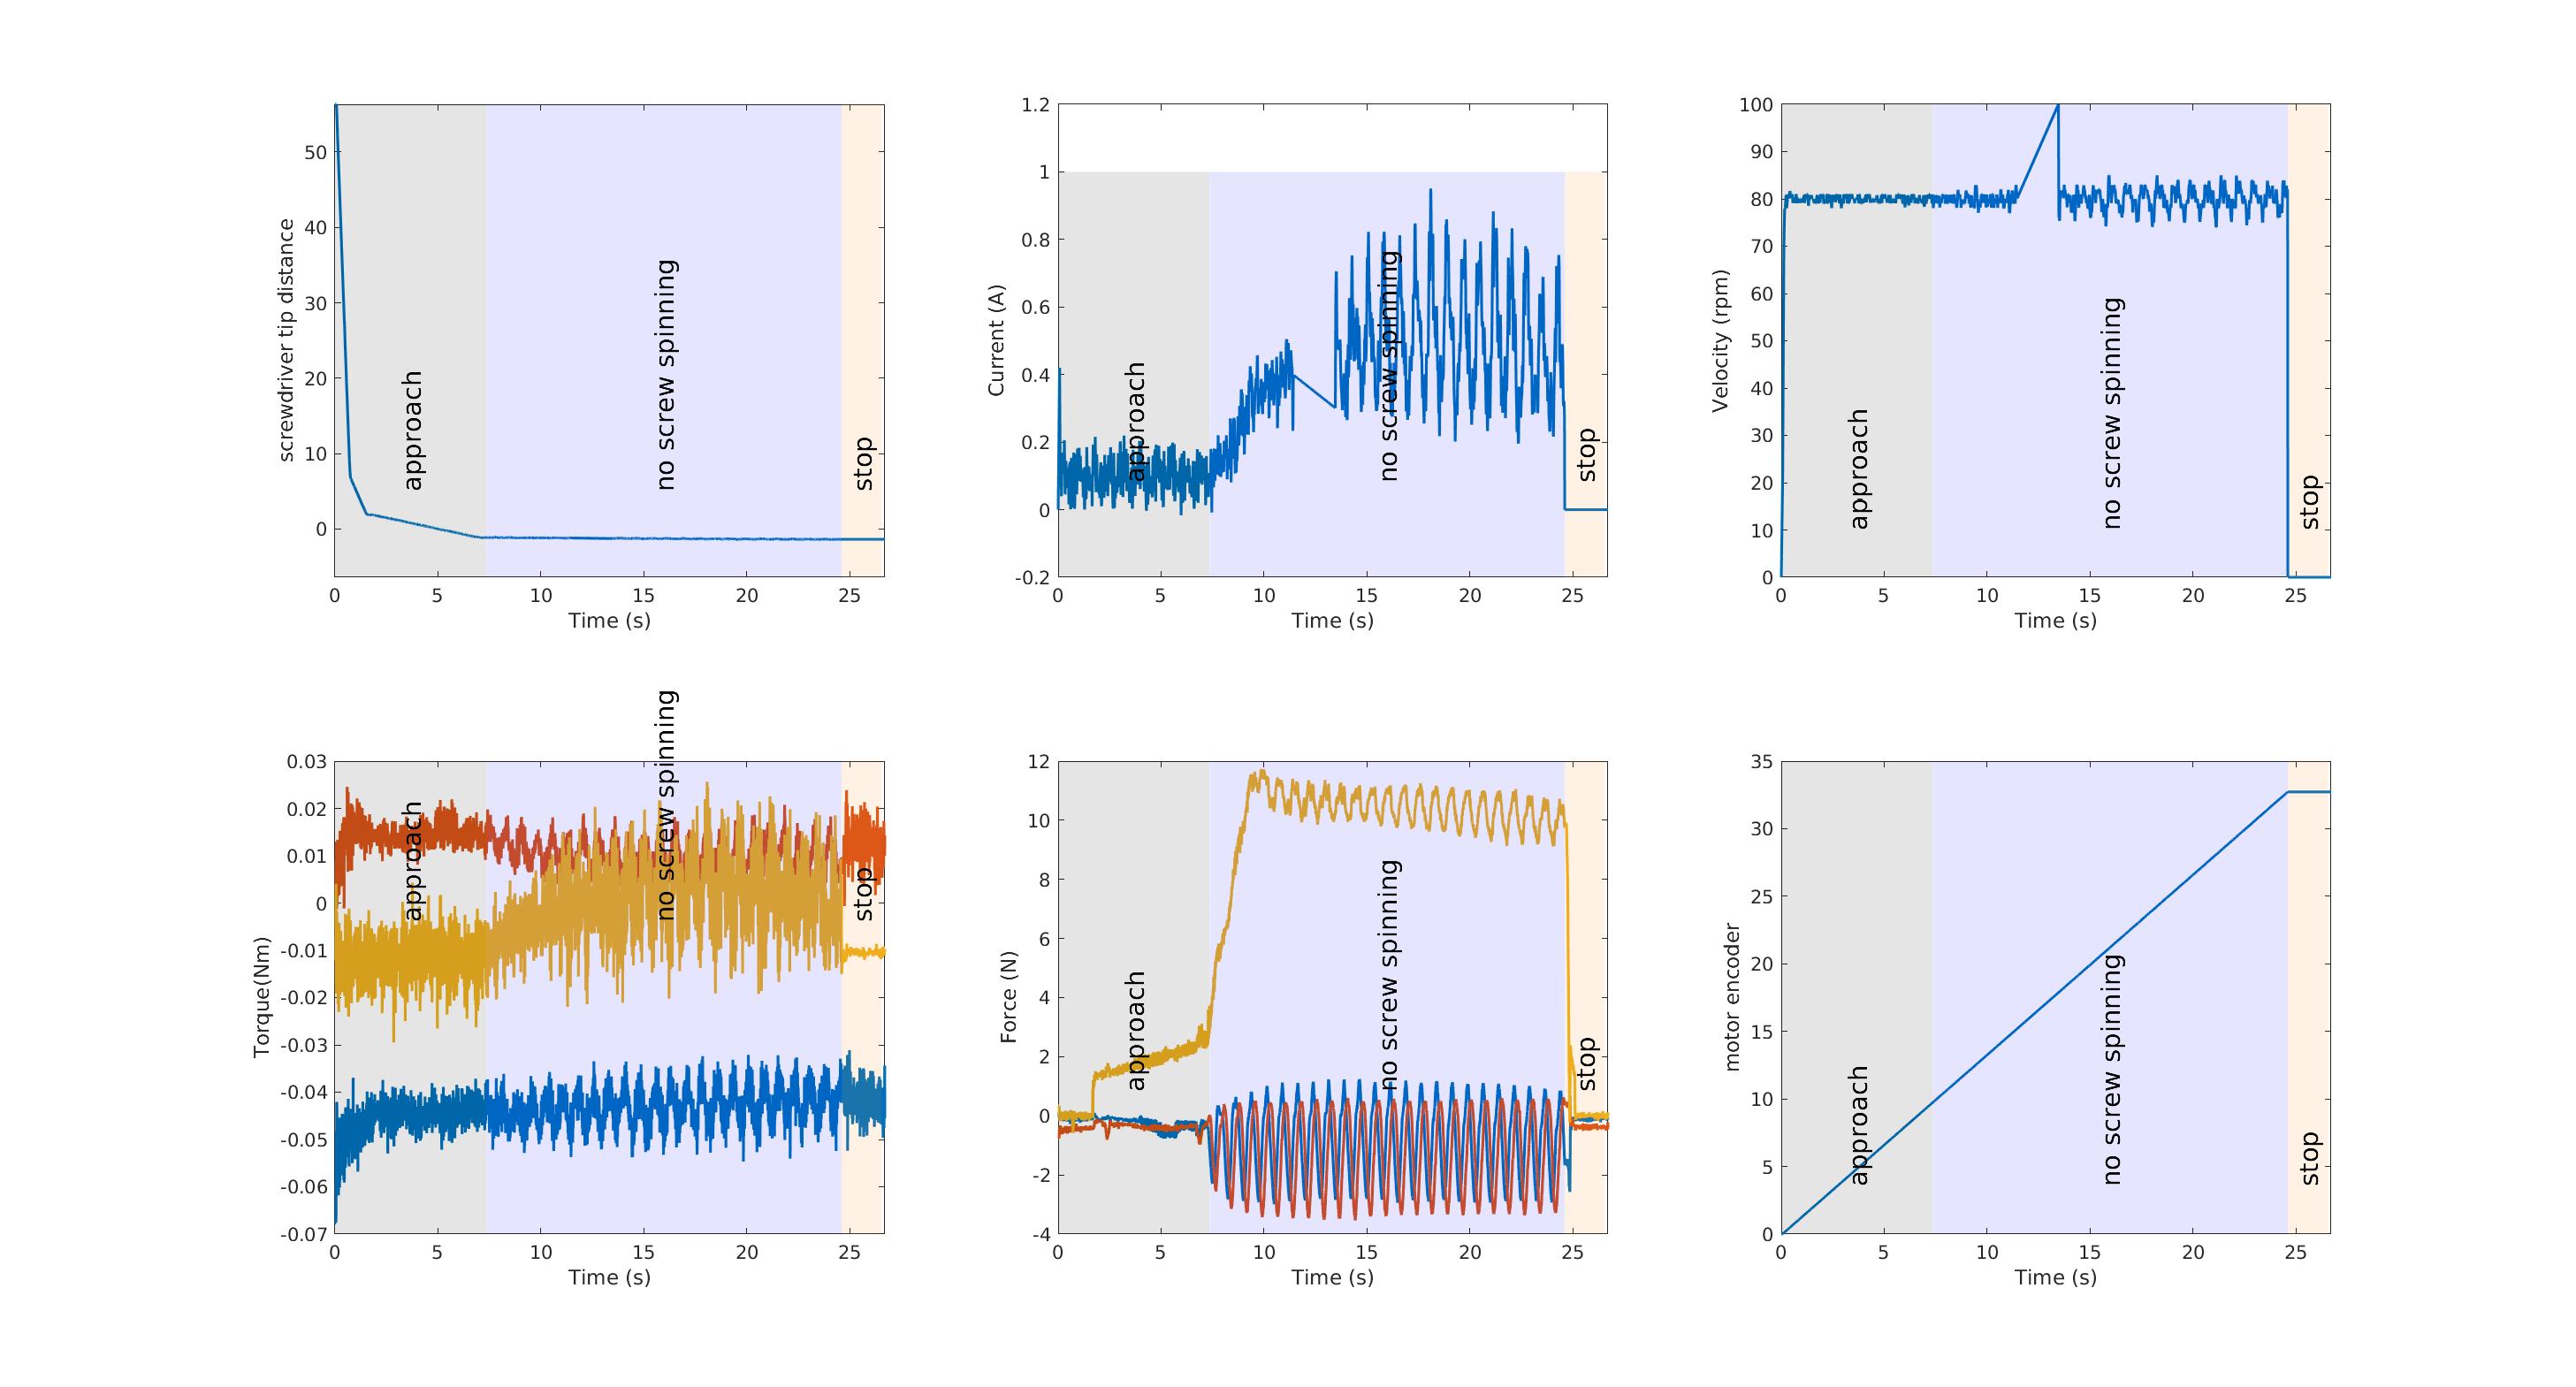 screwdriver tip distance
50
40
30
20
10
0
approach
no screw spinning
stop
0 5 10 15 20 25
Time (s)
Current (A)
1.2
1
0.8
0.6
0.4
0.2
0
-0.2
approach
no screw spinning
stop
0 5 10 15 20 25
Time (s)
Velocity (rpm)
100
90
80
70
60
50
40
30
20
10
0
approach
no screw spinning
stop
0 5 10 15 20 25
Time (s)
Torque(Nm)
0.03
0.02
0.01
0
-0.01
-0.02
-0.03
-0.04
-0.05
-0.06
-0.07
approach
no screw spinning
stop
0 5 10 15 20 25
Time (s)
Force (N)
12
10
8
6
4
2
0
-2
-4
approach
no screw spinning
stop
0 5 10 15 20 25
Time (s)
motor encoder
35
30
25
20
15
10
5
0
approach
no screw spinning
stop
0 5 10 15 20 25
Time (s)